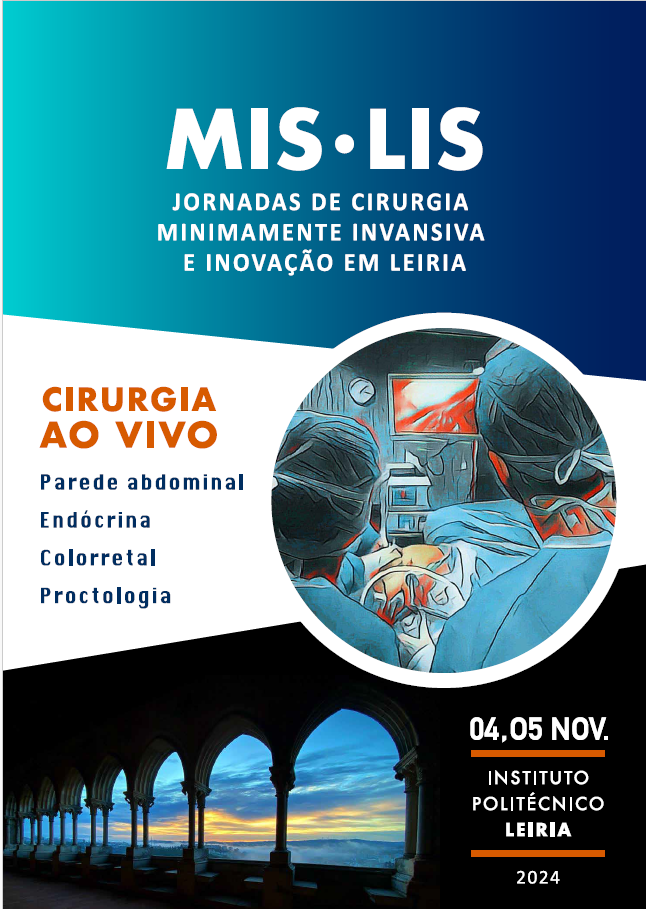 MIS•LIS
JORNADAS DE CIRURGIA
MINIMAMENTE INVANSIVA
E INOVAÇÃO EM LEIRIA
CIRURGIA
AO VIVO
Parede abdominal
Endócrina
Colorretal
Proctologia
04,05 NOV.
INSTITUTO
POLITÉCNICO
LEIRIA
2024